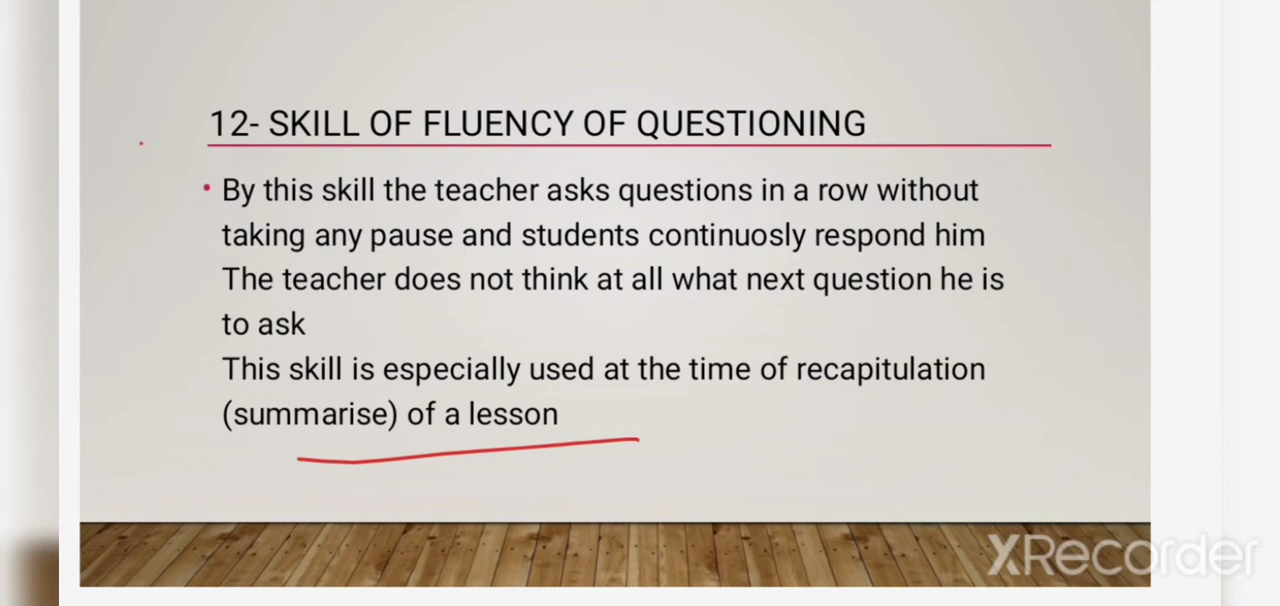 12- SKILL OF FLUENCY OF QUESTIONING
• By this skill the teacher asks questions in a row without
taking any pause and students continuosly respond him
The teacher does not think at all what next question he is
to ask
This skill is especially used at the time of recapitulation
(summarise) of a lesson
XRecorder